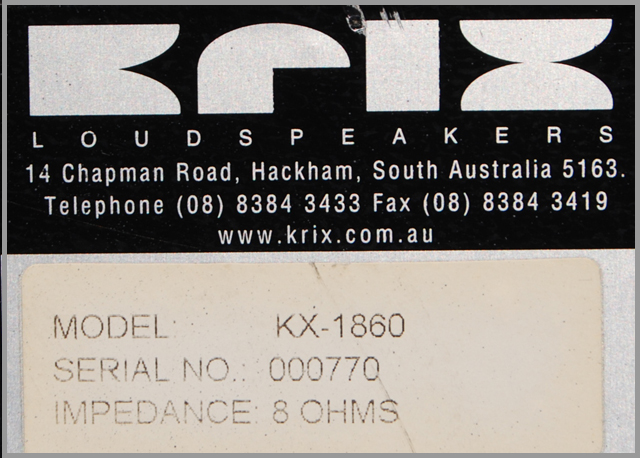 KRIX
LOUDSPEAKERS
14 Chapman Road, Hackham, South Australia 5163.
Telephone (08) 8384 3433 Fax (08) 8384 3419
www.krix.com.au
MODEL: KX-1860
SERIAL NO.: 000770
IMPEDANCE: 8 OHMS